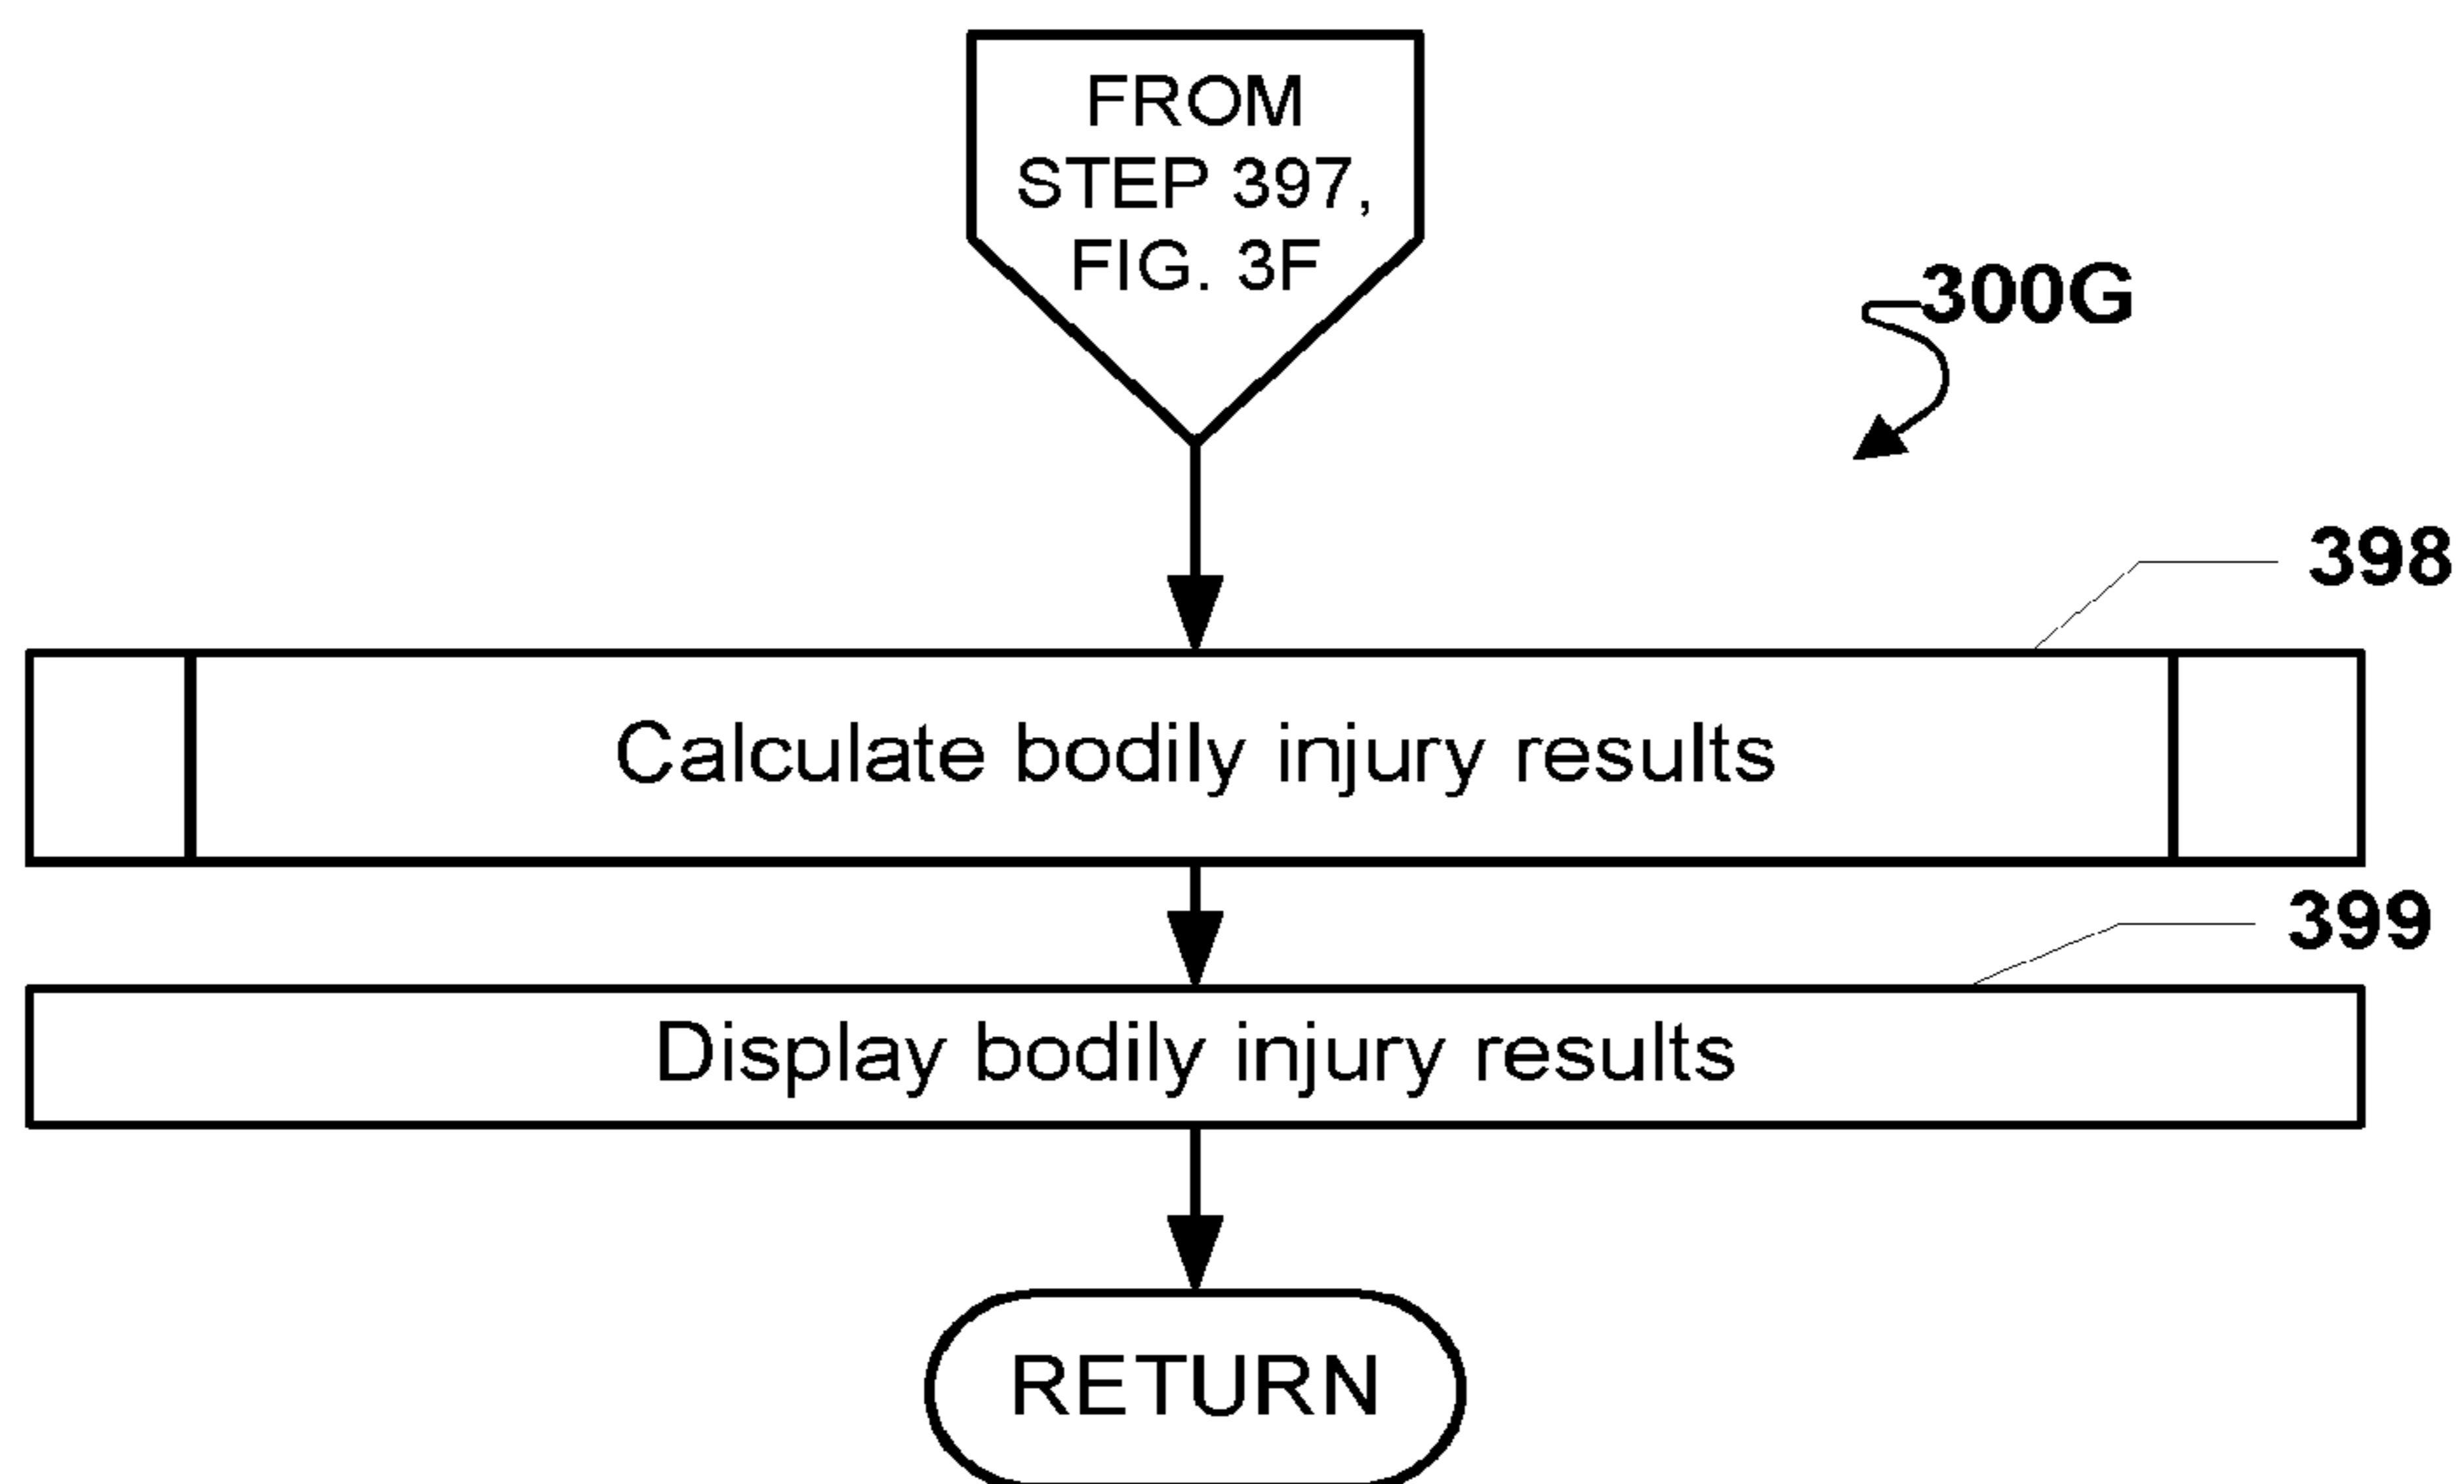 FROM
STEP 397,
FIG. 3F
300G
398
Calculate bodily injury results
399
Display bodily injury results
RETURN